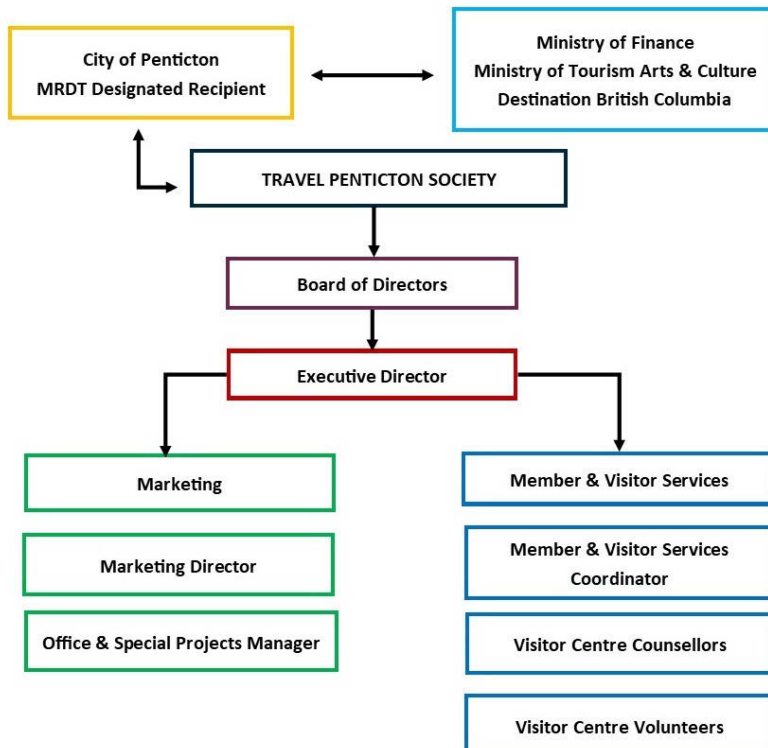 City of Penticton
MRDT Designated Recipient
Ministry of Finance
Ministry of Tourism Arts & Culture
Destination British Columbia
TRAVEL PENTICTON SOCIETY
Board of Directors
Executive Director
Marketing
Marketing Director
Office & Special Projects Manager
Member & Visitor Services
Member & Visitor Services
Coordinator
Visitor Centre Counsellors
Visitor Centre Volunteers